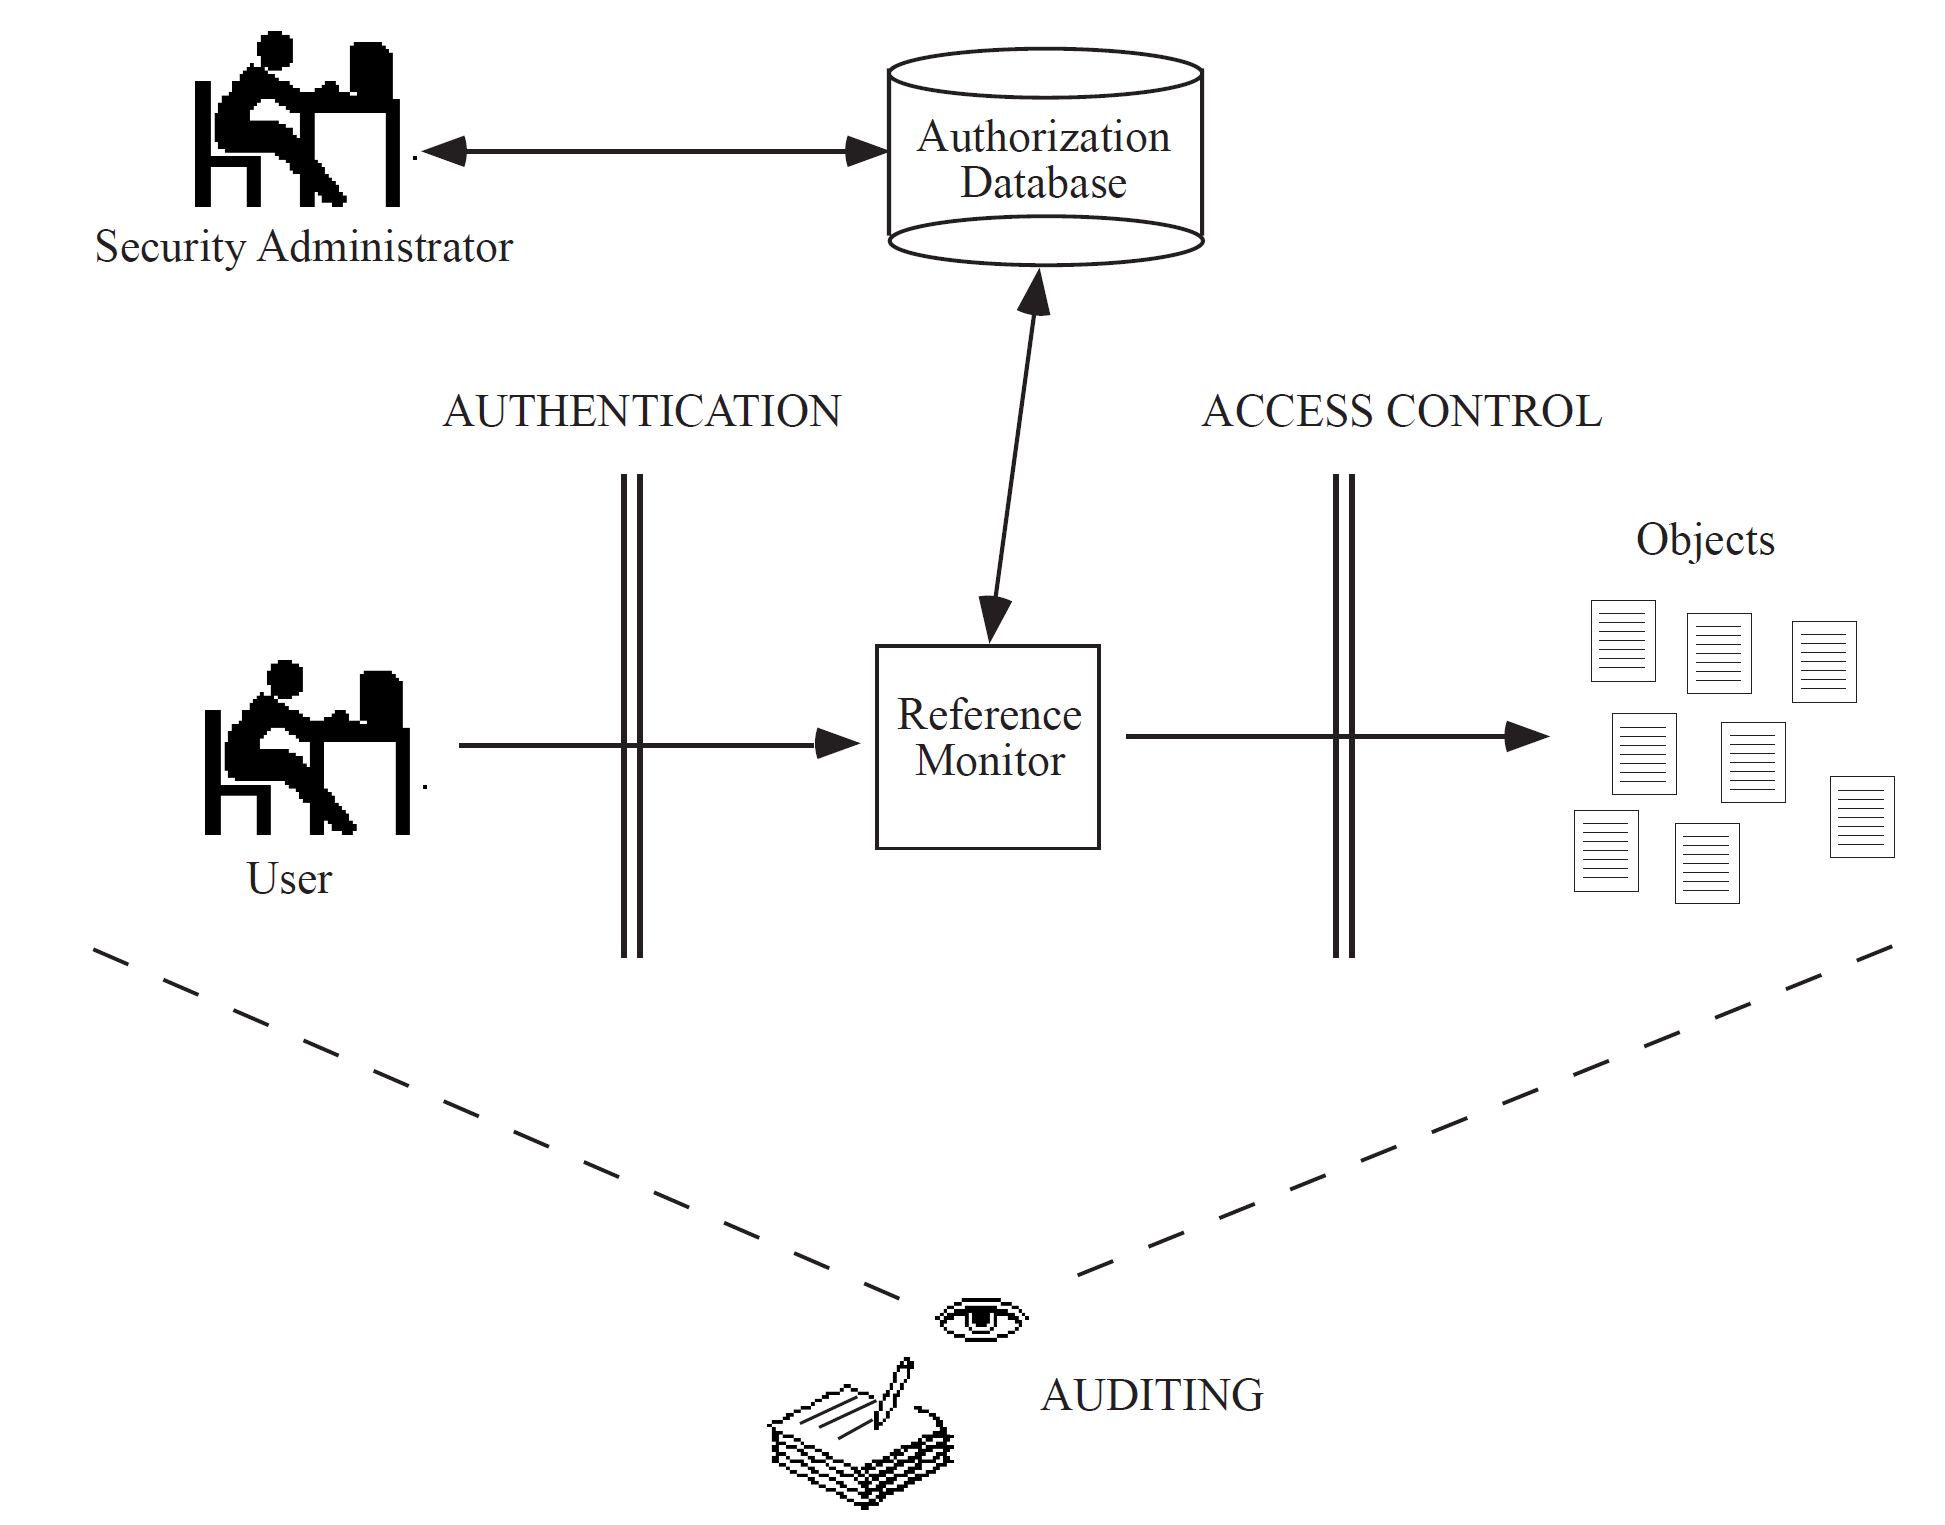 Authorization
Database
Security Administrator
AUTHENTICATION
ACCESS CONTROL
Objects
Reference
Monitor
User
AUDITING